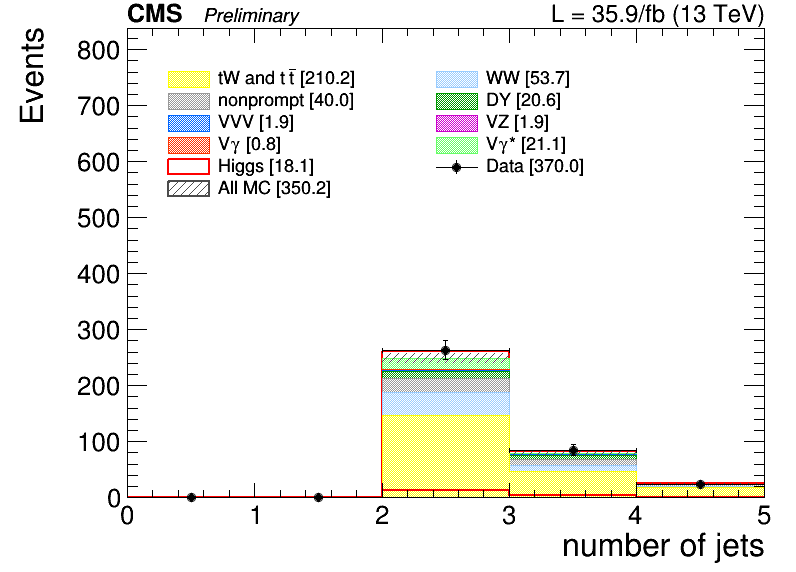 CMS Preliminary L = 35.9/fb (13 TeV)
Events
800
700
600
500
400
300
200
100
0
tW and tt̅ [210.2]
nonprompt [40.0]
VVV [1.9]
Vγ [0.8]
Higgs [18.1]
All MC [350.2]
WW [53.7]
DY [20.6]
VZ [1.9]
Vγ* [21.1]
Data [370.0]
0 1 2 3 4 5
number of jets